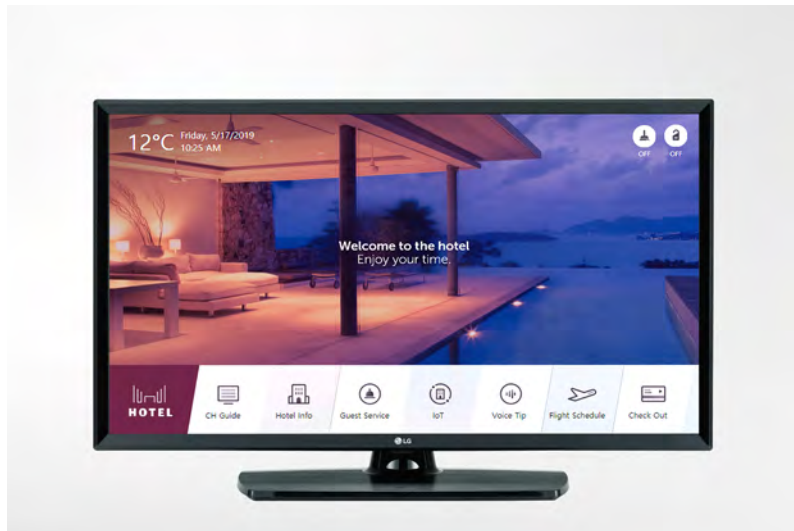 12°C
Friday, 5/17/2019
10:25 AM
OFF
OFF
Welcome to the hotel
Enjoy your time.
HOTEL
CH Guide
Hotel Info
Guest Service
IoT
Voice Tip
Flight Schedule
Check Out
LG